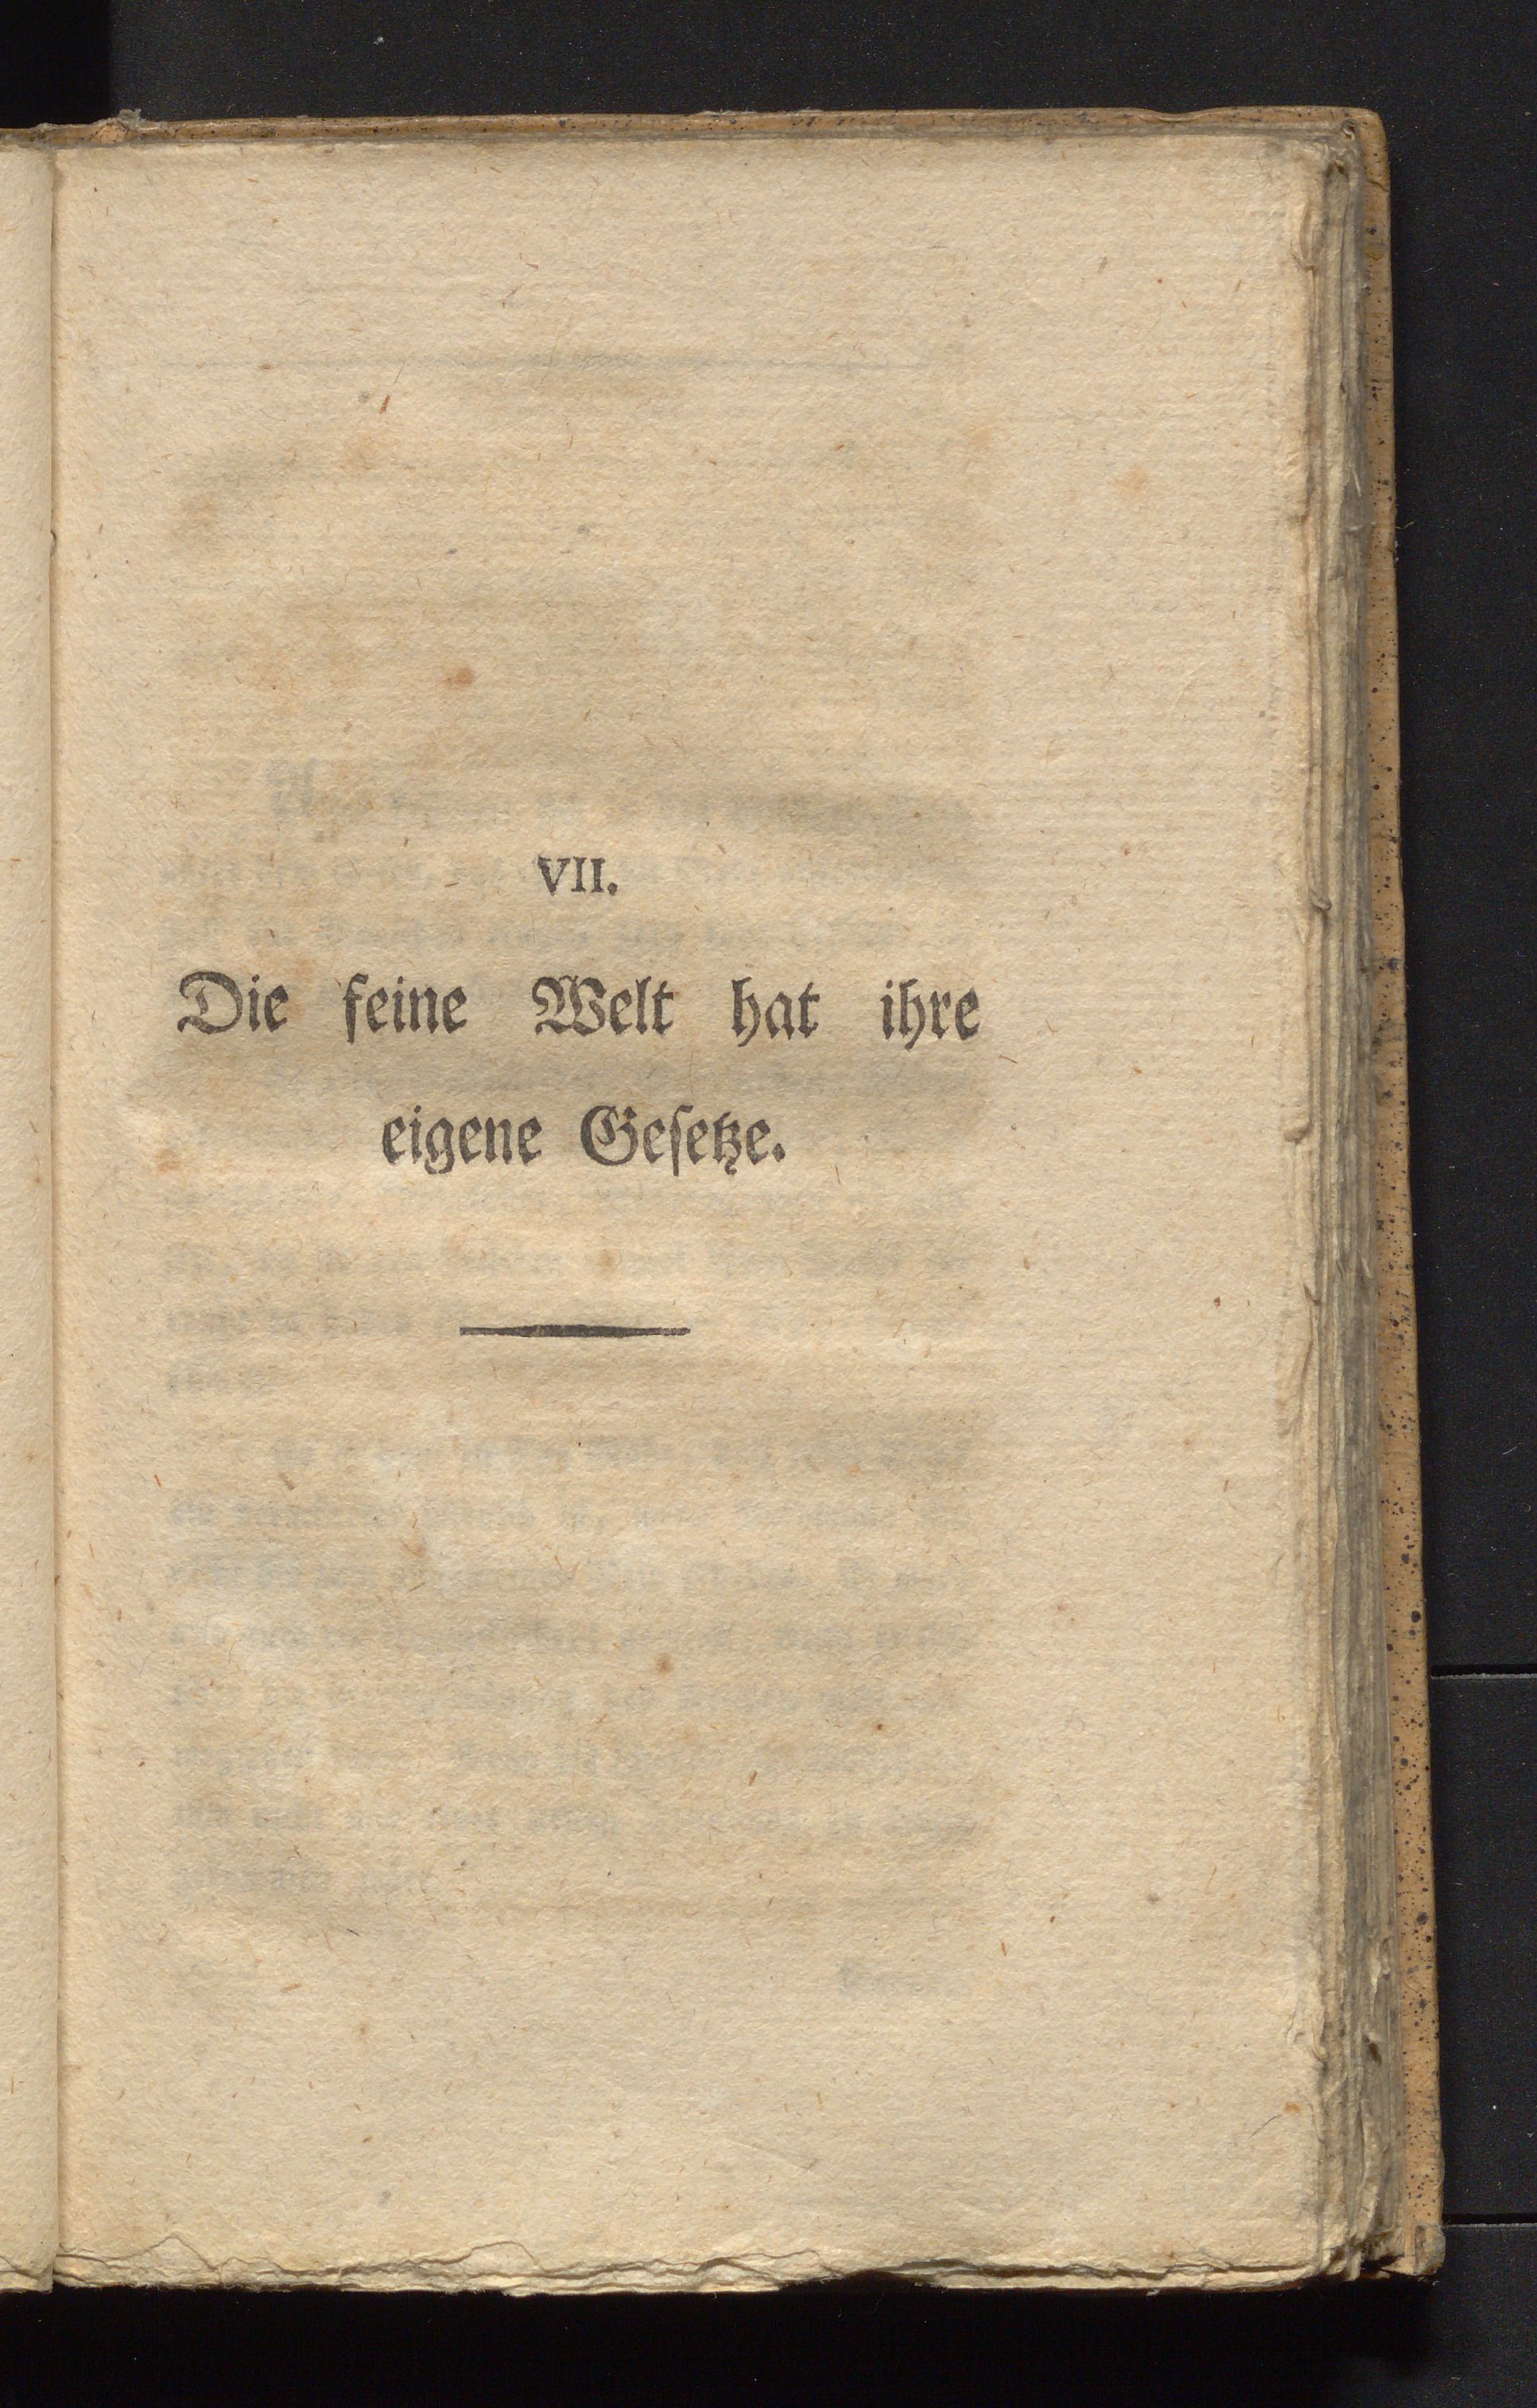 VII.
Die feine Welt hat ihre
eigene Geſetze.